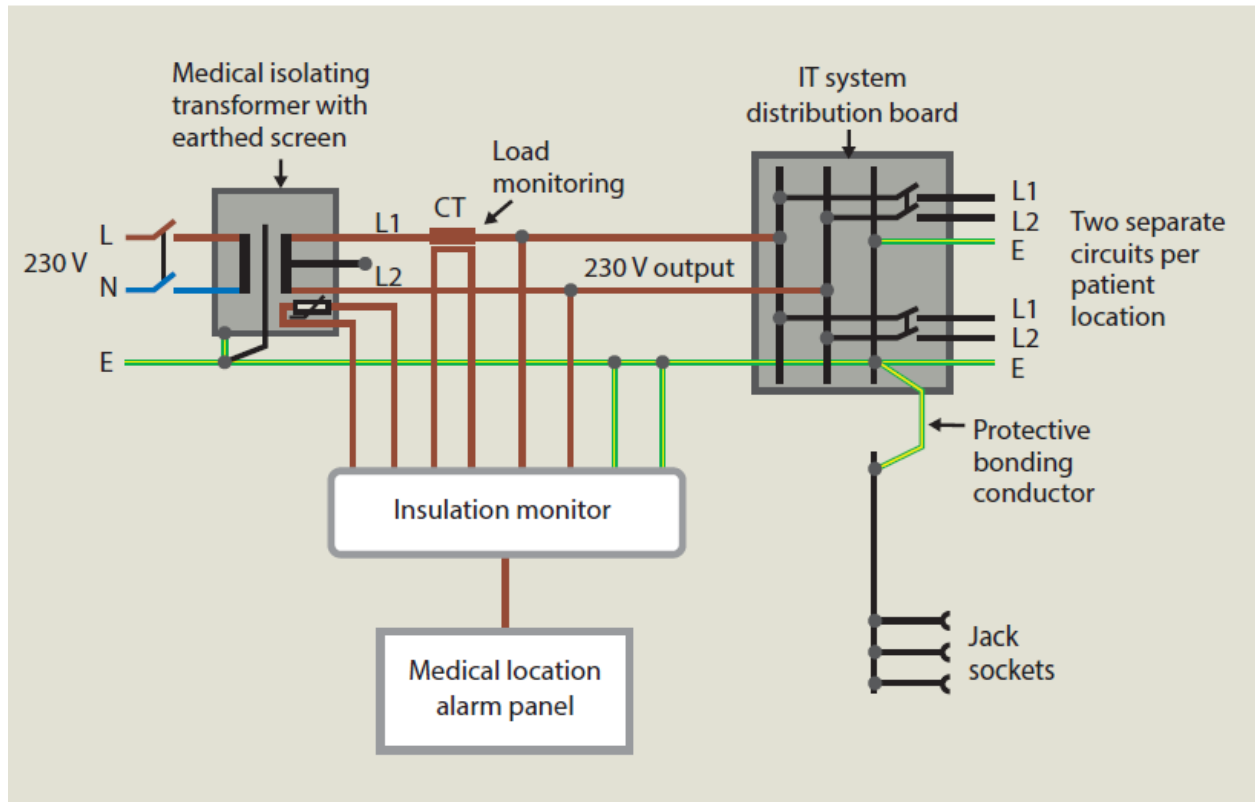 Medical isolating
transformer with
earthed screen
IT system
distribution board
Load
monitoring
CT
L1
L
230 V
N
L2
230 V output
E
L1
L2
E
Two separate
circuits per
patient
location
L1
L2
E
Protective
bonding
conductor
Insulation monitor
Medical location
alarm panel
Jack
sockets